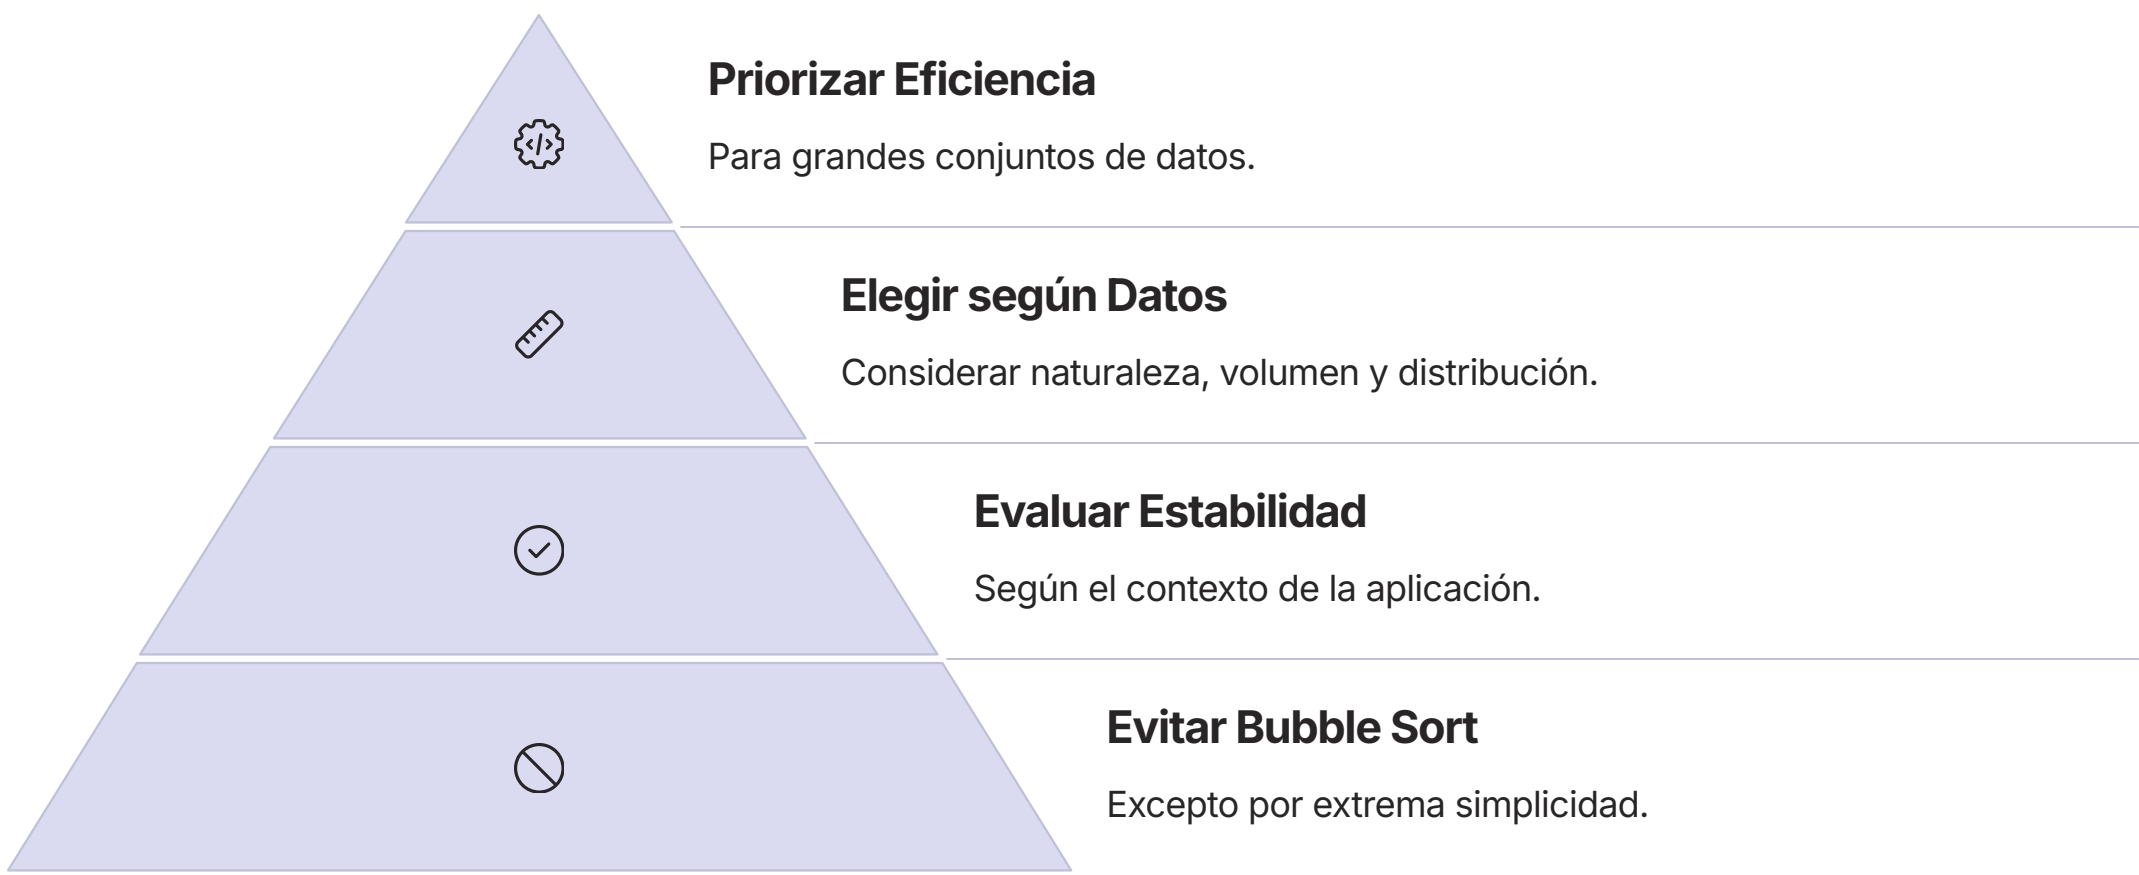 Priorizar Eficiencia
Para grandes conjuntos de datos.
Elegir según Datos
Considerar naturaleza, volumen y distribución.
Evaluar Estabilidad
Según el contexto de la aplicación.
Evitar Bubble Sort
Excepto por extrema simplicidad.